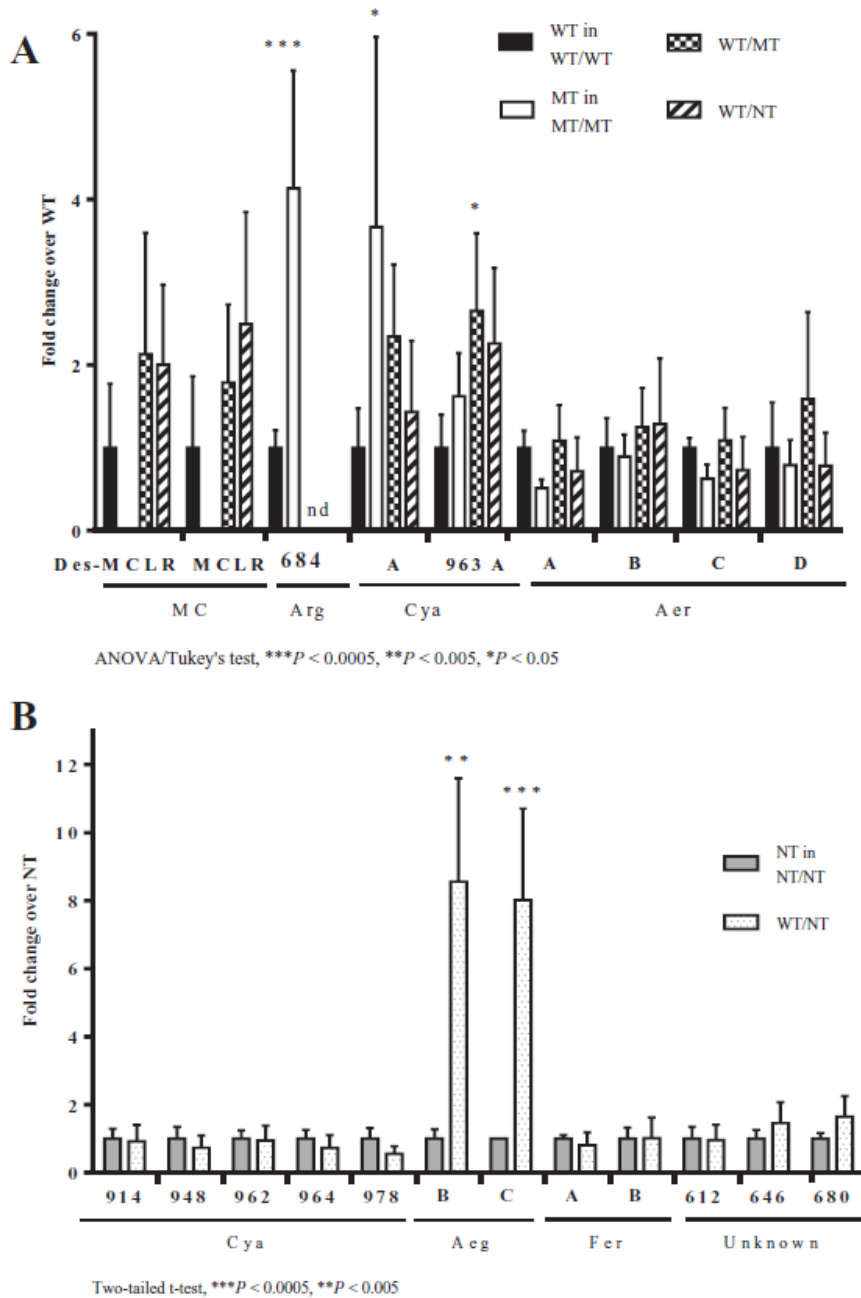 A
6
4
2
0
Fold change over WT
* * *
*
*
nd
WT in
WT/WT
MT in
MT/MT
WT/MT
WT/NT
Des-MCLR MCLR 684 A 963 A A B C D
MC Arg Cya Aer
ANOVA/Tukey's test, ***P < 0.0005, **P < 0.005, *P < 0.05
B
12
10
8
6
4
2
0
Fold change over NT
* *
* * *
NT in
NT/NT
WT/NT
914 948 962 964 978 B C A B 612 646 680
Cya Aeg Fer Unknown
Two-tailed t-test, ***P < 0.0005, **P < 0.005